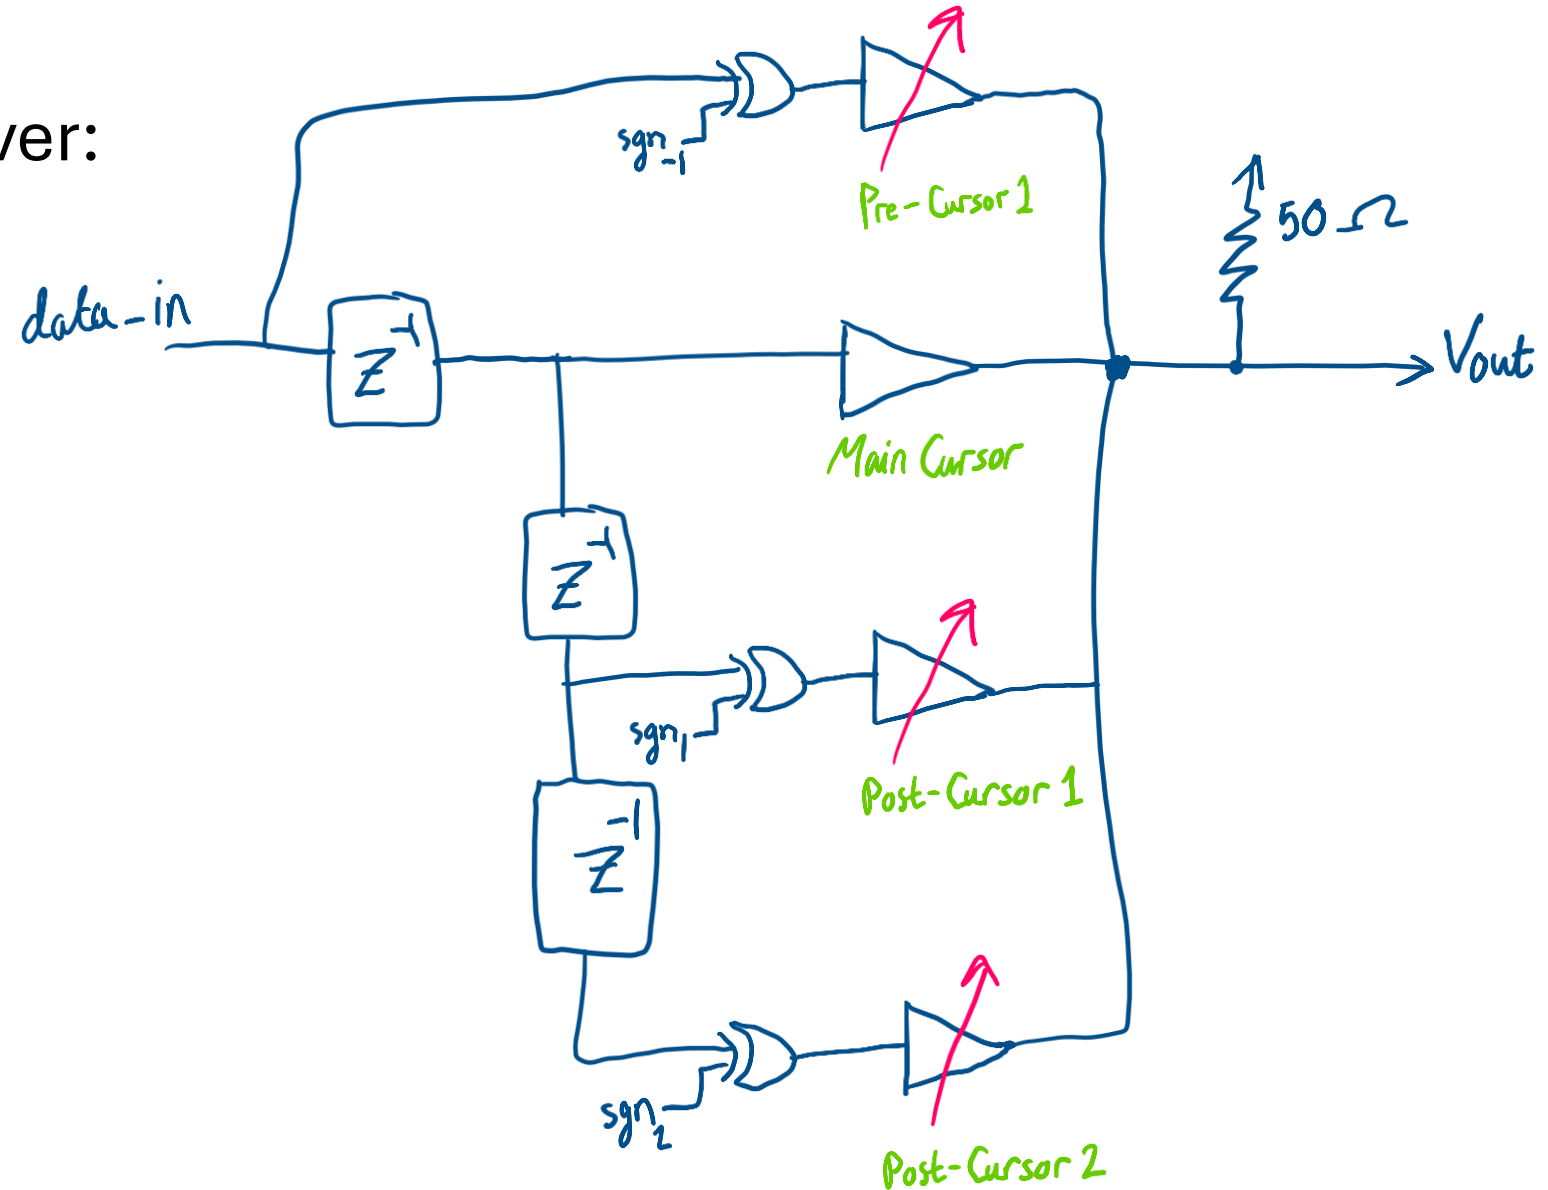 ver:
sgn-1
Pre-Cursor 1
50 Ω
data-in
Z-1
Vout
Main Cursor
Z-1
sgn1
Post-Cursor 1
Z-1
sgn2
Post-Cursor 2